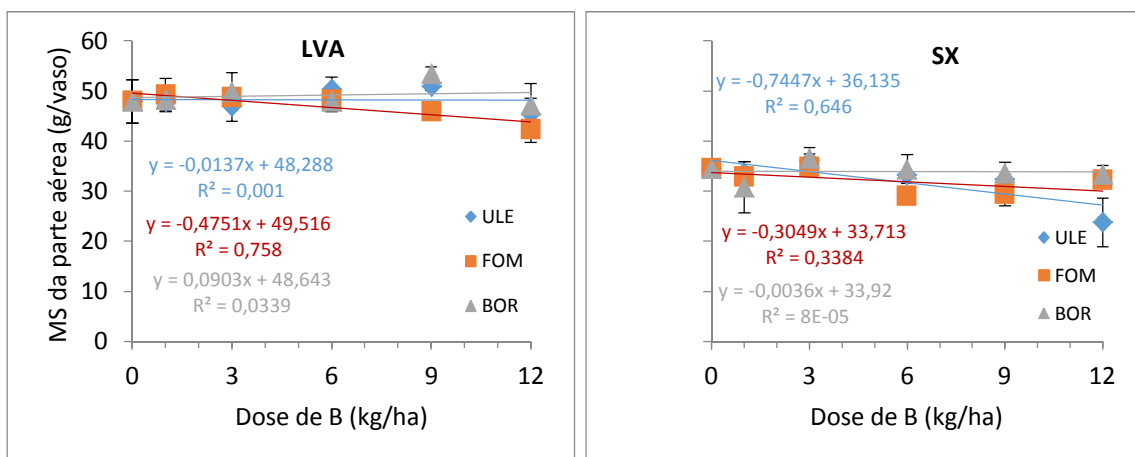 LVA
MS da parte aérea (g/vaso)
60
50
40
30
20
10
0
y = -0,0137x + 48,288
R² = 0,001
y = -0,4751x + 49,516
R² = 0,758
y = 0,0903x + 48,643
R² = 0,0339
ULE
FOM
BOR
0 3 6 9 12
Dose de B (kg/ha)
SX
y = -0,7447x + 36,135
R² = 0,646
y = -0,3049x + 33,713
R² = 0,3384
y = -0,0036x + 33,92
R² = 8E-05
ULE
FOM
BOR
0 3 6 9 12
Dose de B (kg/ha)